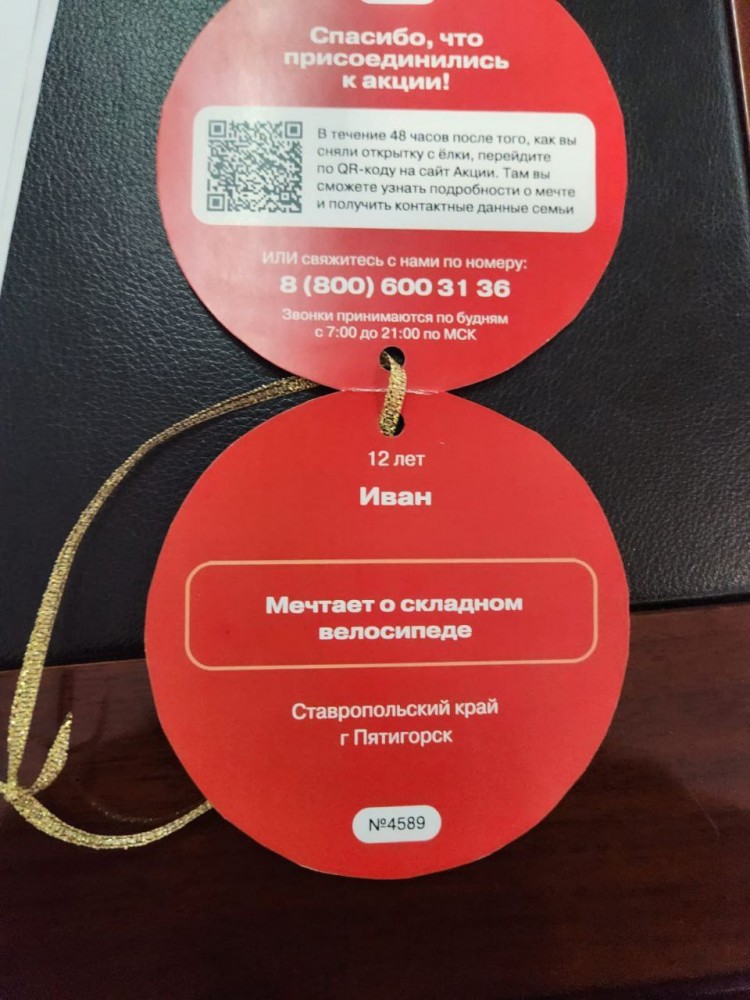 Спасибо, что
присоединились
к акции!
В течение 48 часов после того, как вы
сняли открытку с ёлки, перейдите
по QR-коду на сайт Акции. Там вы
сможете узнать подробности о мечте
и получить контактные данные семьи
ИЛИ свяжитесь с нами по номеру:
8 (800) 600 31 36
Звонки принимаются по будням
с 7:00 до 21:00 по МСК
12 лет
Иван
Мечтает о складном
велосипеде
Ставропольский край
г Пятигорск
№4589